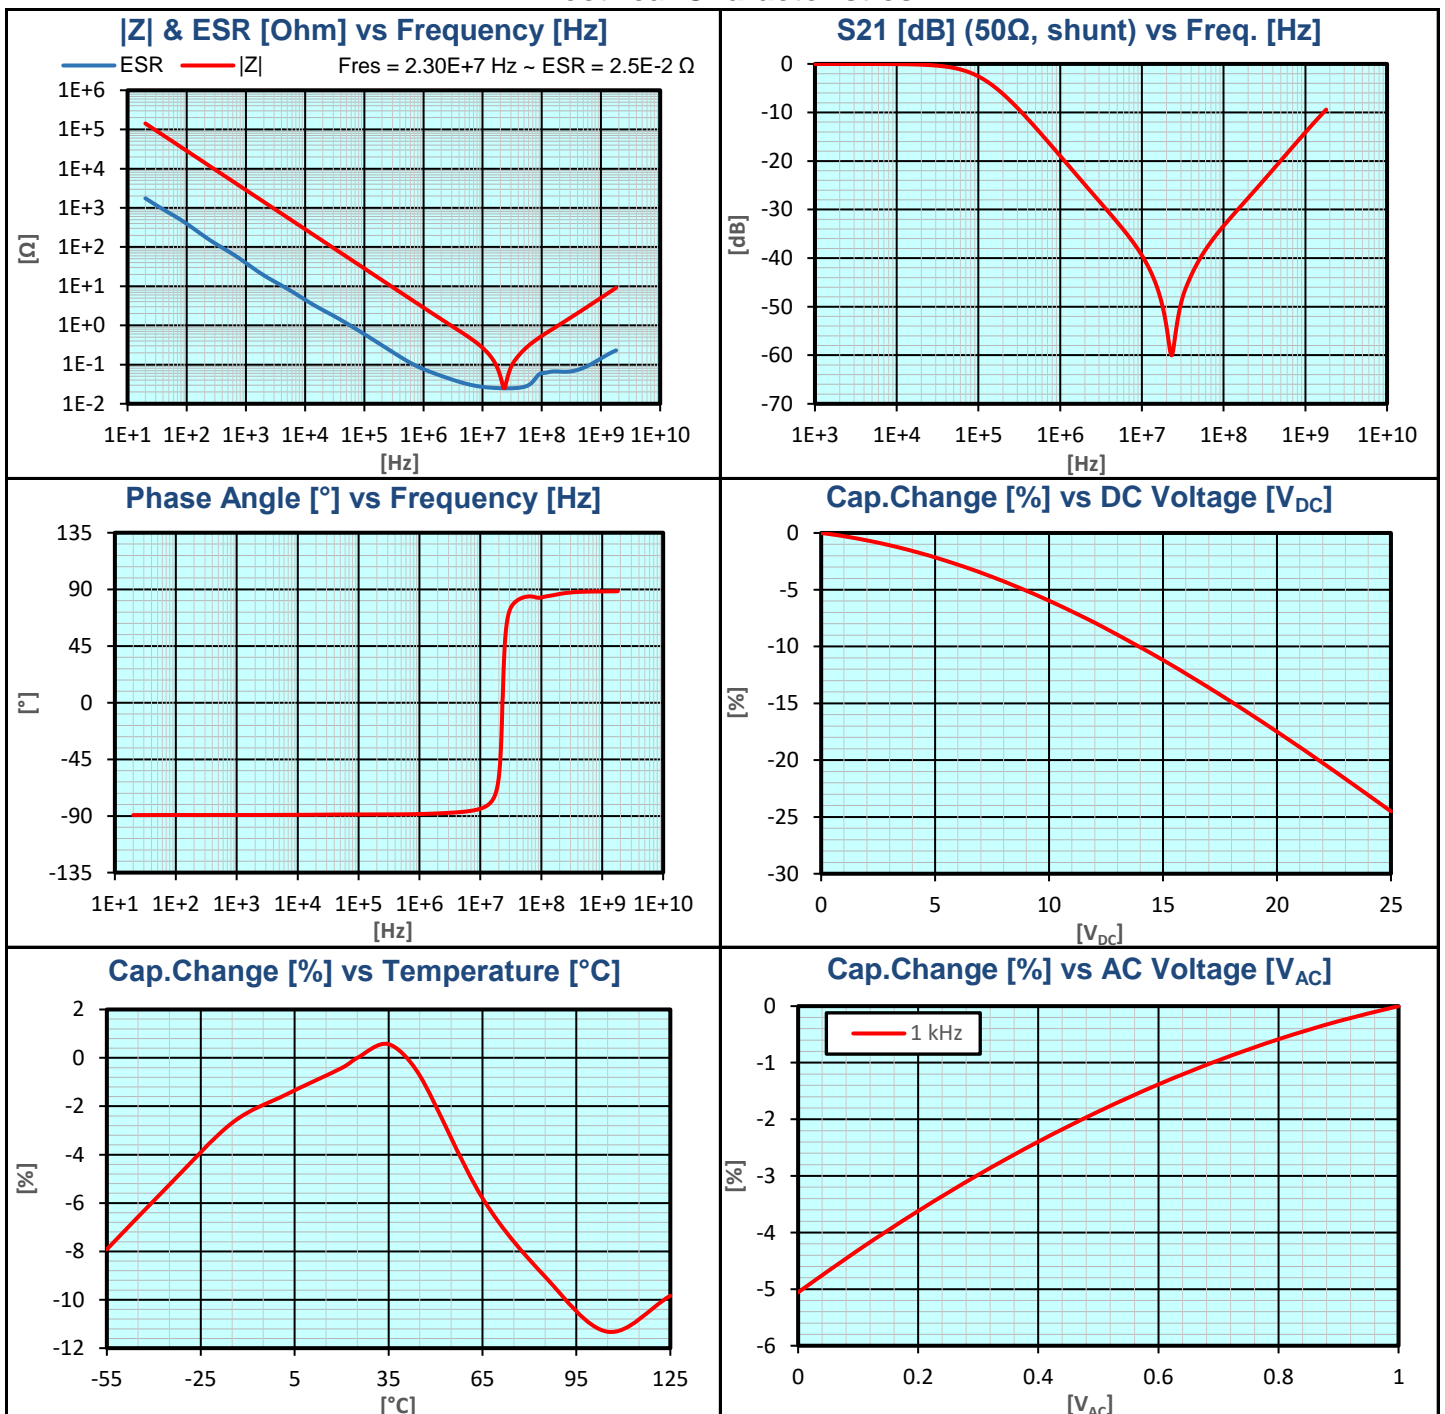 |Z| & ESR [Ohm] vs Frequency [Hz]
ESR |Z| Fres = 2.30E+7 Hz ~ ESR = 2.5E-2 Ω
1E+6
1E+5
1E+4
1E+3
1E+2
1E+1
1E+0
1E-1
1E-2
[Ω]
1E+1 1E+2 1E+3 1E+4 1E+5 1E+6 1E+7 1E+8 1E+9 1E+10
[Hz]
S21 [dB] (50Ω, shunt) vs Freq. [Hz]
0
-10
-20
-30
-40
-50
-60
-70
[dB]
1E+3 1E+4 1E+5 1E+6 1E+7 1E+8 1E+9 1E+10
[Hz]
Phase Angle [°] vs Frequency [Hz]
135
90
45
0
-45
-90
-135
[°]
1E+1 1E+2 1E+3 1E+4 1E+5 1E+6 1E+7 1E+8 1E+9 1E+10
[Hz]
Cap.Change [%] vs DC Voltage [VDC]
0
-5
-10
-15
-20
-25
-30
[%]
0 5 10 15 20 25
[VDC]
Cap.Change [%] vs Temperature [°C]
2
0
-2
-4
-6
-8
-10
-12
[%]
-55 -25 5 35 65 95 125
[°C]
Cap.Change [%] vs AC Voltage [VAC]
1 kHz
0
-1
-2
-3
-4
-5
-6
[%]
0 0.2 0.4 0.6 0.8 1
[VAC]